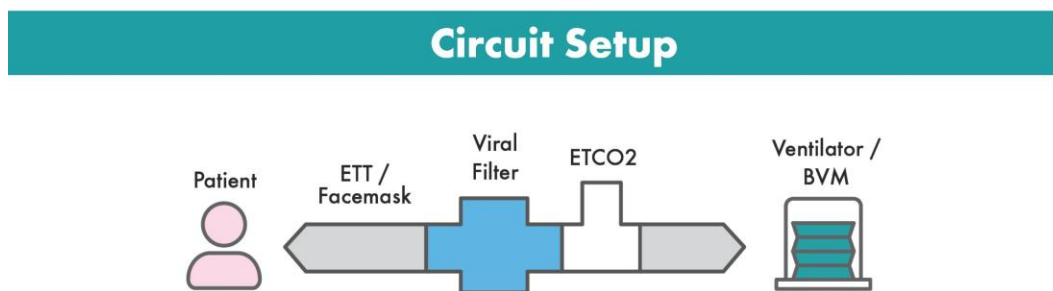 Circuit Setup
Patient
ETT /
Facemask
Viral
Filter
ETCO2
Ventilator /
BVM